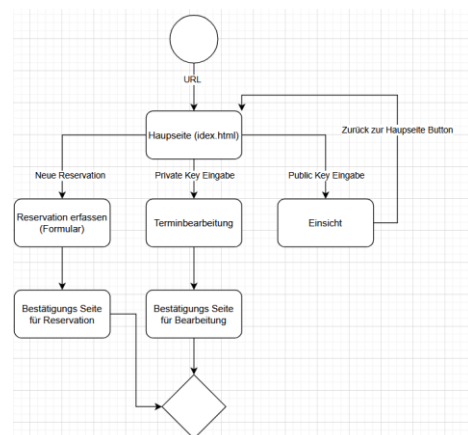 URL
Haupseite (idex.html)
Zurück zur Haupseite Button
Neue Reservation
Private Key Eingabe
Public Key Eingabe
Reservation erfassen
(Formular)
Terminbearbeitung
Einsicht
Bestätigungs Seite
für Reservation
Bestätigungs Seite
für Bearbeitung